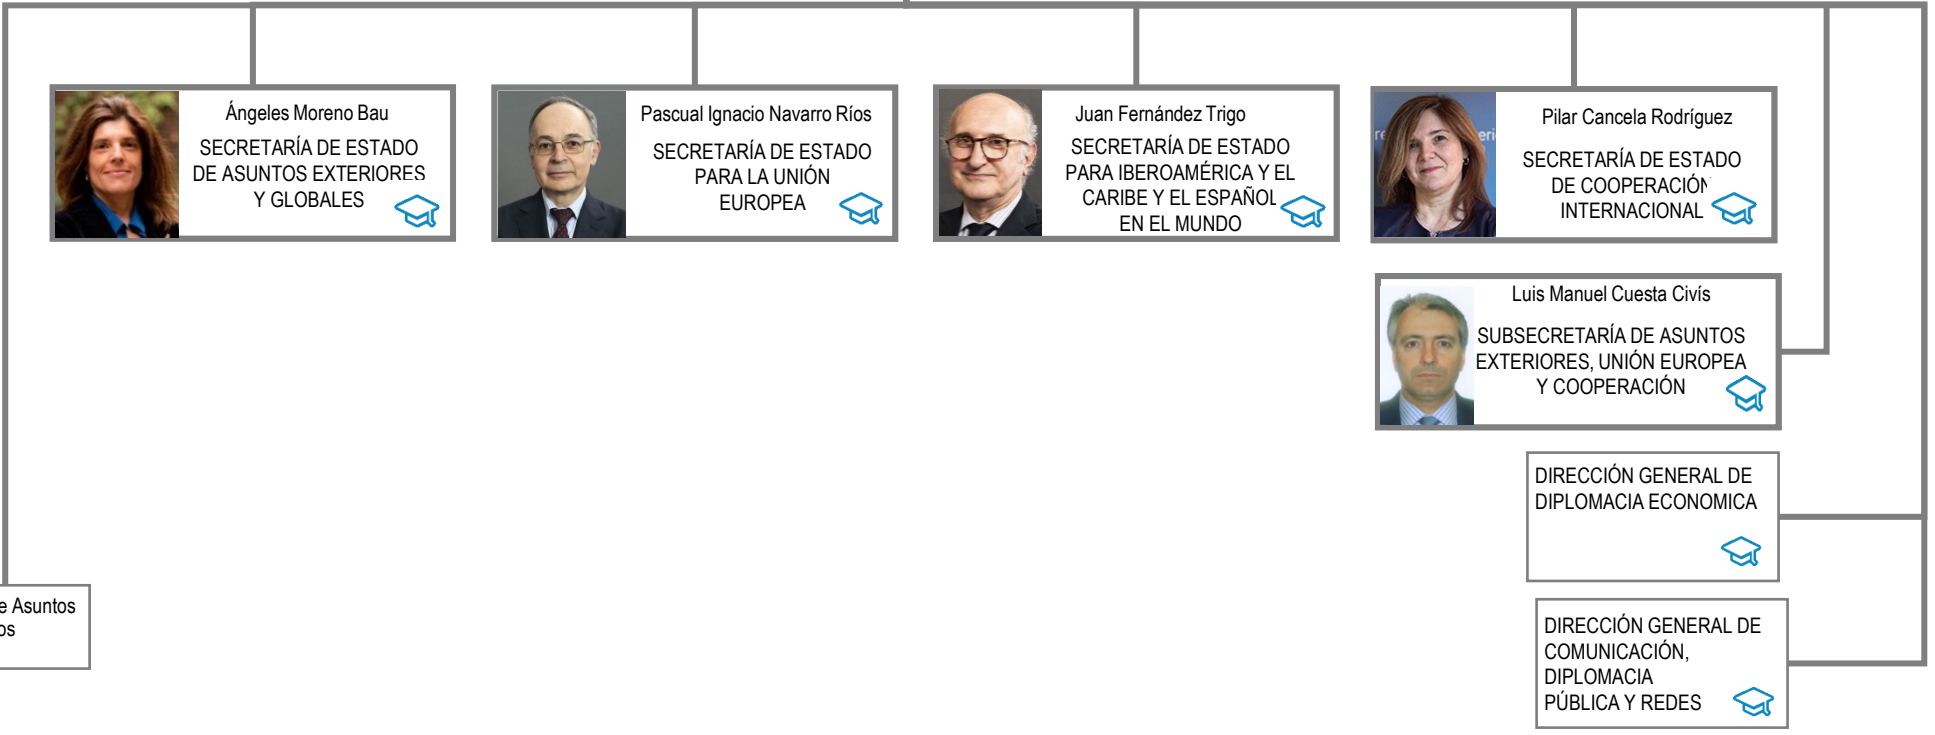 Ángeles Moreno Bau
SECRETARÍA DE ESTADO
DE ASUNTOS EXTERIORES
Y GLOBALES
Pascual Ignacio Navarro Ríos
SECRETARÍA DE ESTADO
PARA LA UNIÓN
EUROPEA
Juan Fernández Trigo
SECRETARÍA DE ESTADO
PARA IBEROAMÉRICA Y EL
CARIBE Y EL ESPAÑOL
EN EL MUNDO
Pilar Cancela Rodríguez
SECRETARÍA DE ESTADO
DE COOPERACIÓN
INTERNACIONAL
Luis Manuel Cuesta Civís
SUBSECRETARÍA DE ASUNTOS
EXTERIORES, UNIÓN EUROPEA
Y COOPERACIÓN
DIRECCIÓN GENERAL DE
DIPLOMACIA ECONOMICA
e Asuntos
os
DIRECCIÓN GENERAL DE
COMUNICACIÓN,
DIPLOMACIA
PÚBLICA Y REDES